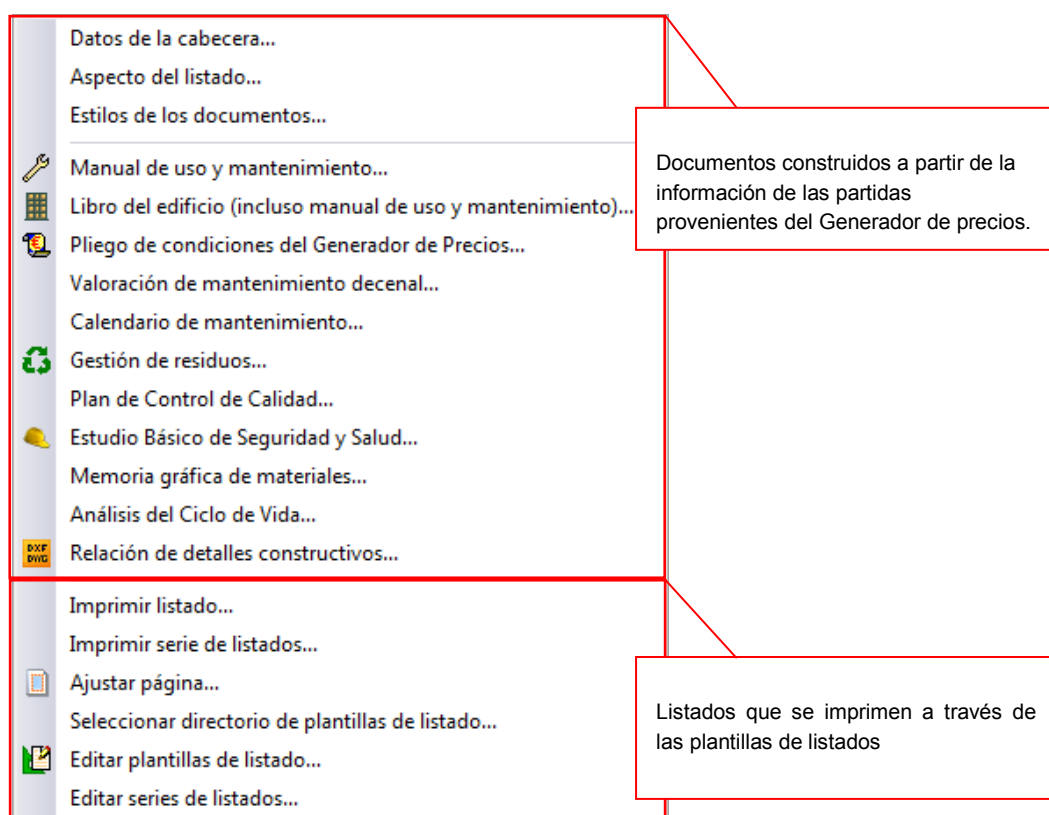 Datos de la cabecera...
Aspecto del listado...
Estilos de los documentos...
Manual de uso y mantenimiento...
Libro del edificio (incluso manual de uso y mantenimiento)...
Pliego de condiciones del Generador de Precios...
Valoración de mantenimiento decenal...
Calendario de mantenimiento...
Gestión de residuos...
Plan de Control de Calidad...
Estudio Básico de Seguridad y Salud...
Memoria gráfica de materiales...
Análisis del Ciclo de Vida...
DXF
DWG
Relación de detalles constructivos...
Documentos construidos a partir de la
información de las partidas
provenientes del Generador de precios.
Imprimir listado...
Imprimir serie de listados...
Ajustar página...
Seleccionar directorio de plantillas de listado...
Editar plantillas de listado...
Editar series de listados...
Listados que se imprimen a través de
las plantillas de listados